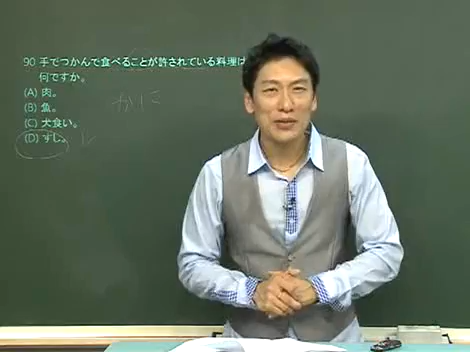 90 手でつかんで食べることが許されている料理は
何ですか。
(A) 肉。
(B) 魚。
(C) 犬食い。
(D) すし。
かに